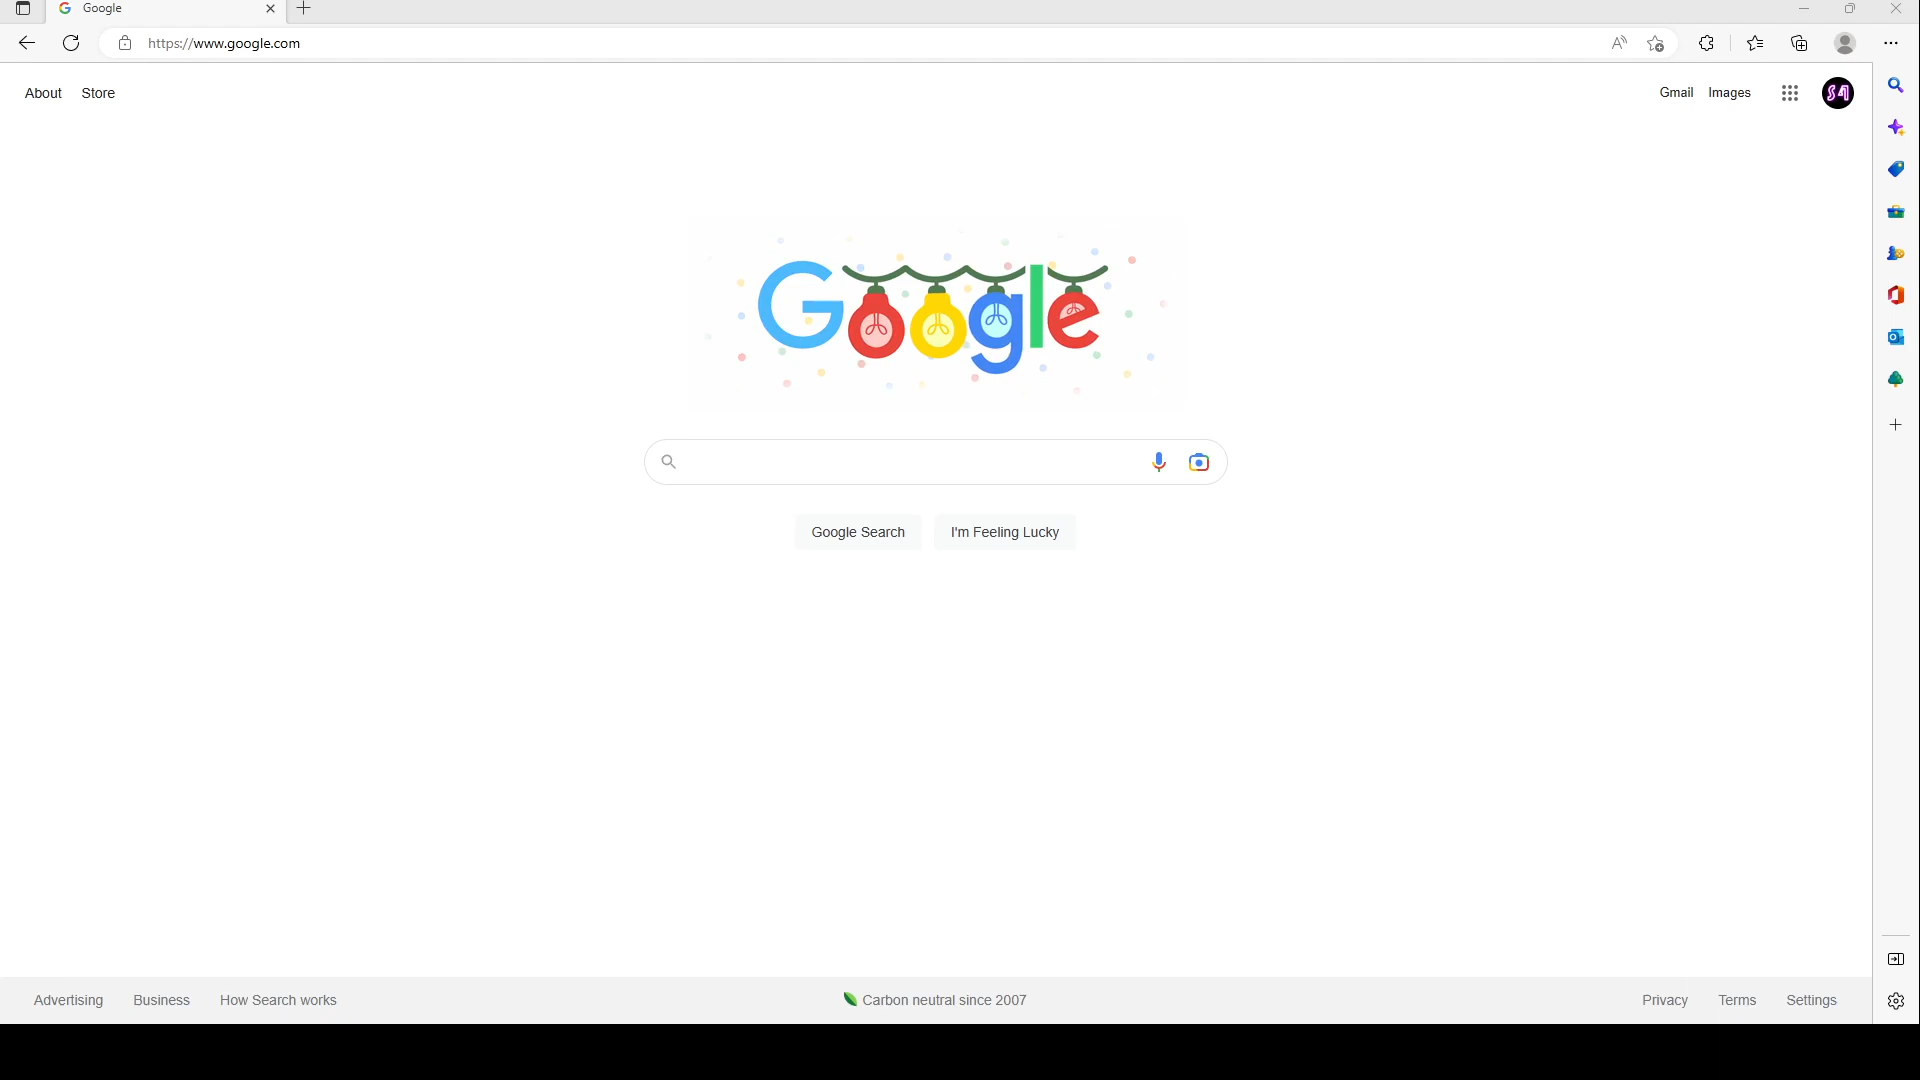 Google
https://www.google.com
About Store
Gmail Images
Google
Google Search I'm Feeling Lucky
Advertising Business How Search works
Carbon neutral since 2007
Privacy Terms Settings